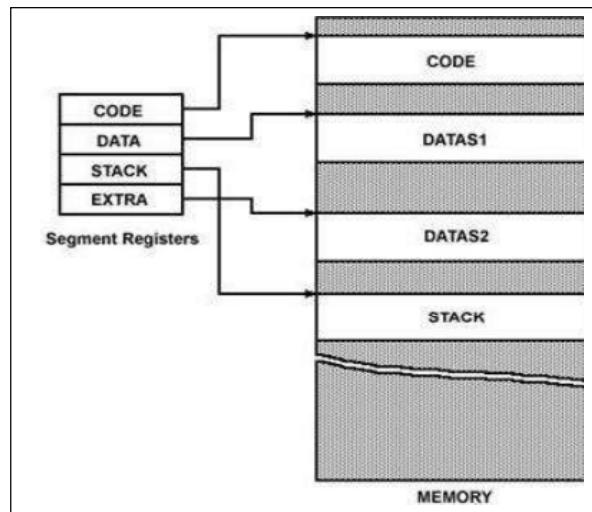 CODE
DATA
STACK
EXTRA
Segment Registers
CODE
DATAS1
DATAS2
STACK
MEMORY